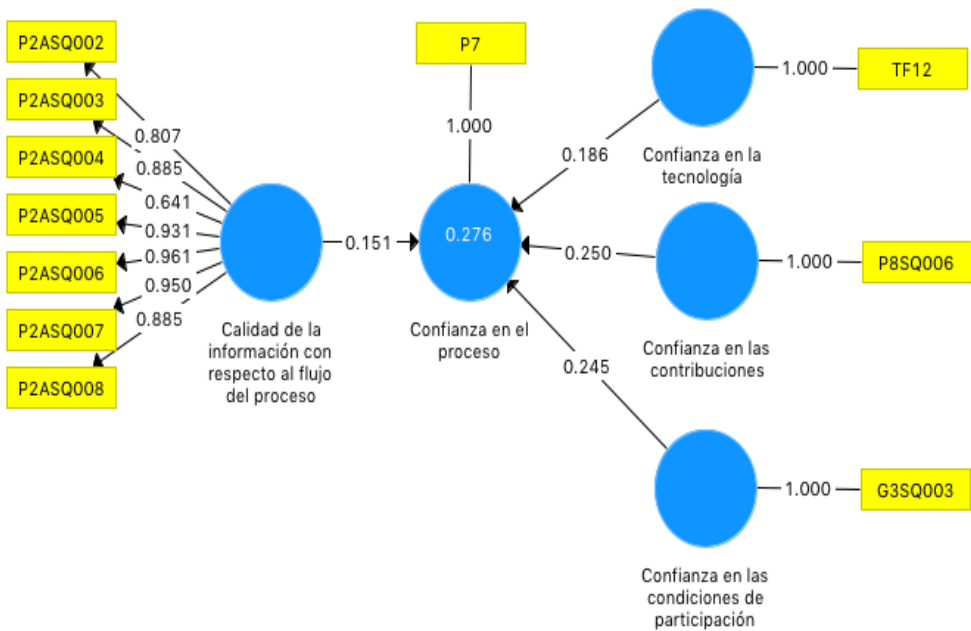 P2ASQ002
P2ASQ003
P2ASQ004
P2ASQ005
P2ASQ006
P2ASQ007
P2ASQ008
0.807
0.885
0.641
0.931
0.961
0.950
0.885
Calidad de la
información con
respecto al flujo
del proceso
0.151
P7
1.000
0.276
Confianza en el
proceso
0.186
0.250
0.245
Confianza en la
tecnología
1.000
TF12
Confianza en las
contribuciones
1.000
P8SQ006
Confianza en las
condiciones de
participación
1.000
G3SQ003